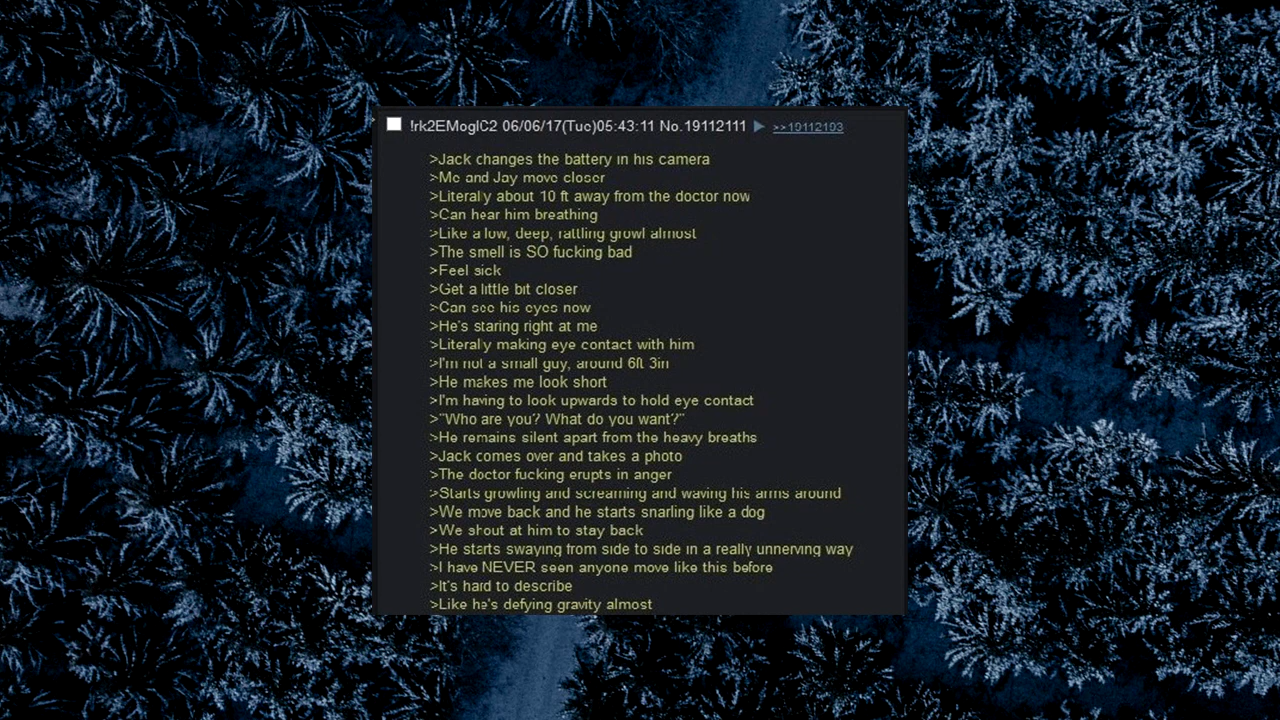 !rk2EMogIC2 06/06/17(Tue)05:43:11 No.19112111 ▶ >>19112193
>Jack changes the battery in his camera
>Me and Jay move closer
>Literally about 10 ft away from the doctor now
>Can hear him breathing
>Like a low, deep, rattling growl almost
>The smell is SO fucking bad
>Feel sick
>Get a little bit closer
>Can see his eyes now
>He's staring right at me
>Literally making eye contact with him
>I'm not a small guy, around 6ft 3in
>He makes me look short
>I'm having to look upwards to hold eye contact
>"Who are you? What do you want?"
>He remains silent apart from the heavy breaths
>Jack comes over and takes a photo
>The doctor fucking erupts in anger
>Starts growling and screaming and waving his arms around
>We move back and he starts snarling like a dog
>We shout at him to stay back
>He starts swaying from side to side in a really unnerving way
>I have NEVER seen anyone move like this before
>It's hard to describe
>Like he's defying gravity almost